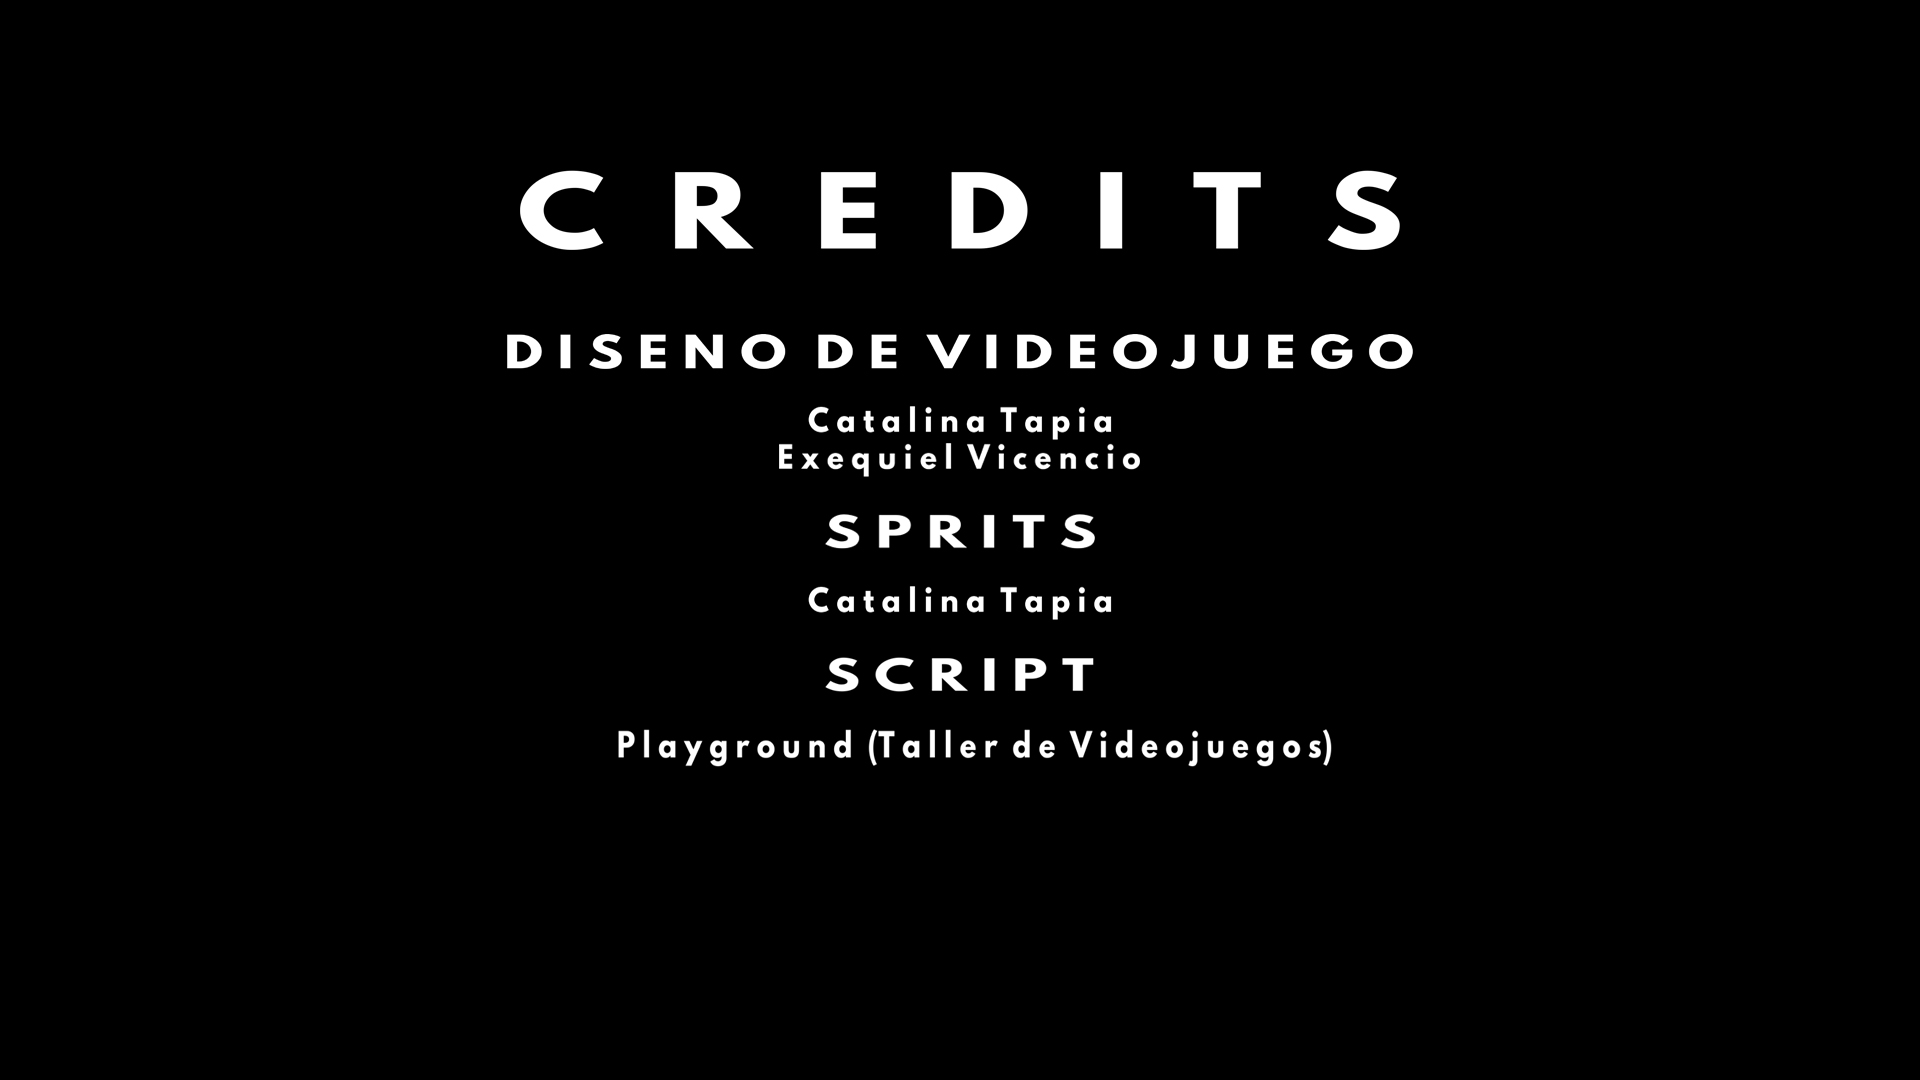 CREDITS
DISENO DE VIDEOJUEGO
Catalina Tapia
Exequiel Vicencio
SPRITS
Catalina Tapia
SCRIPT
Playground (Taller de Videojuegos)